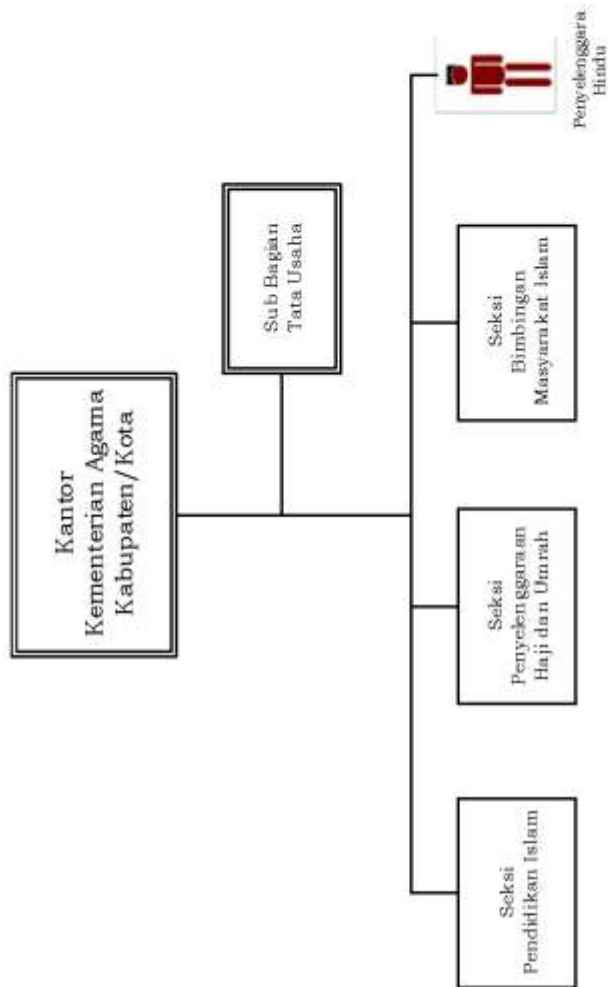 Kantor
Kementerian Agama
Kabupaten/Kota
Sub Bagian
Tata Usaha
Seksi
Pendidikan Islam
Seksi
Penyelenggaraan
Haji dan Umrah
Seksi
Bimbingan
Masyarakat Islam
Penyelenggara
Hindu